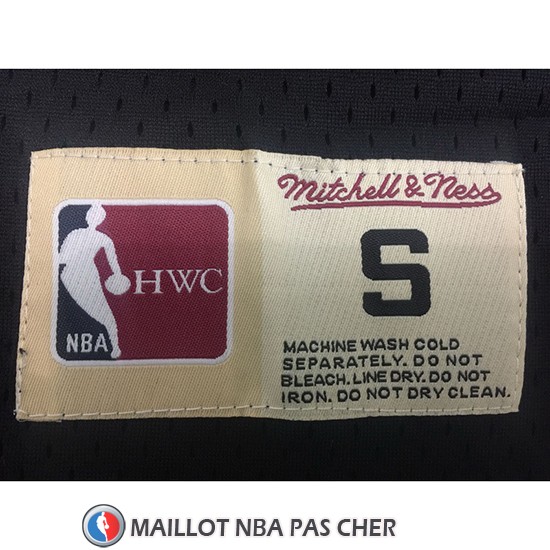 Mitchell & Ness
HWC
NBA
S
MACHINE WASH COLD
SEPARATELY. DO NOT
BLEACH. LINE DRY. DO NOT
IRON. DO NOT DRY CLEAN.
MAILLOT NBA PAS CHER